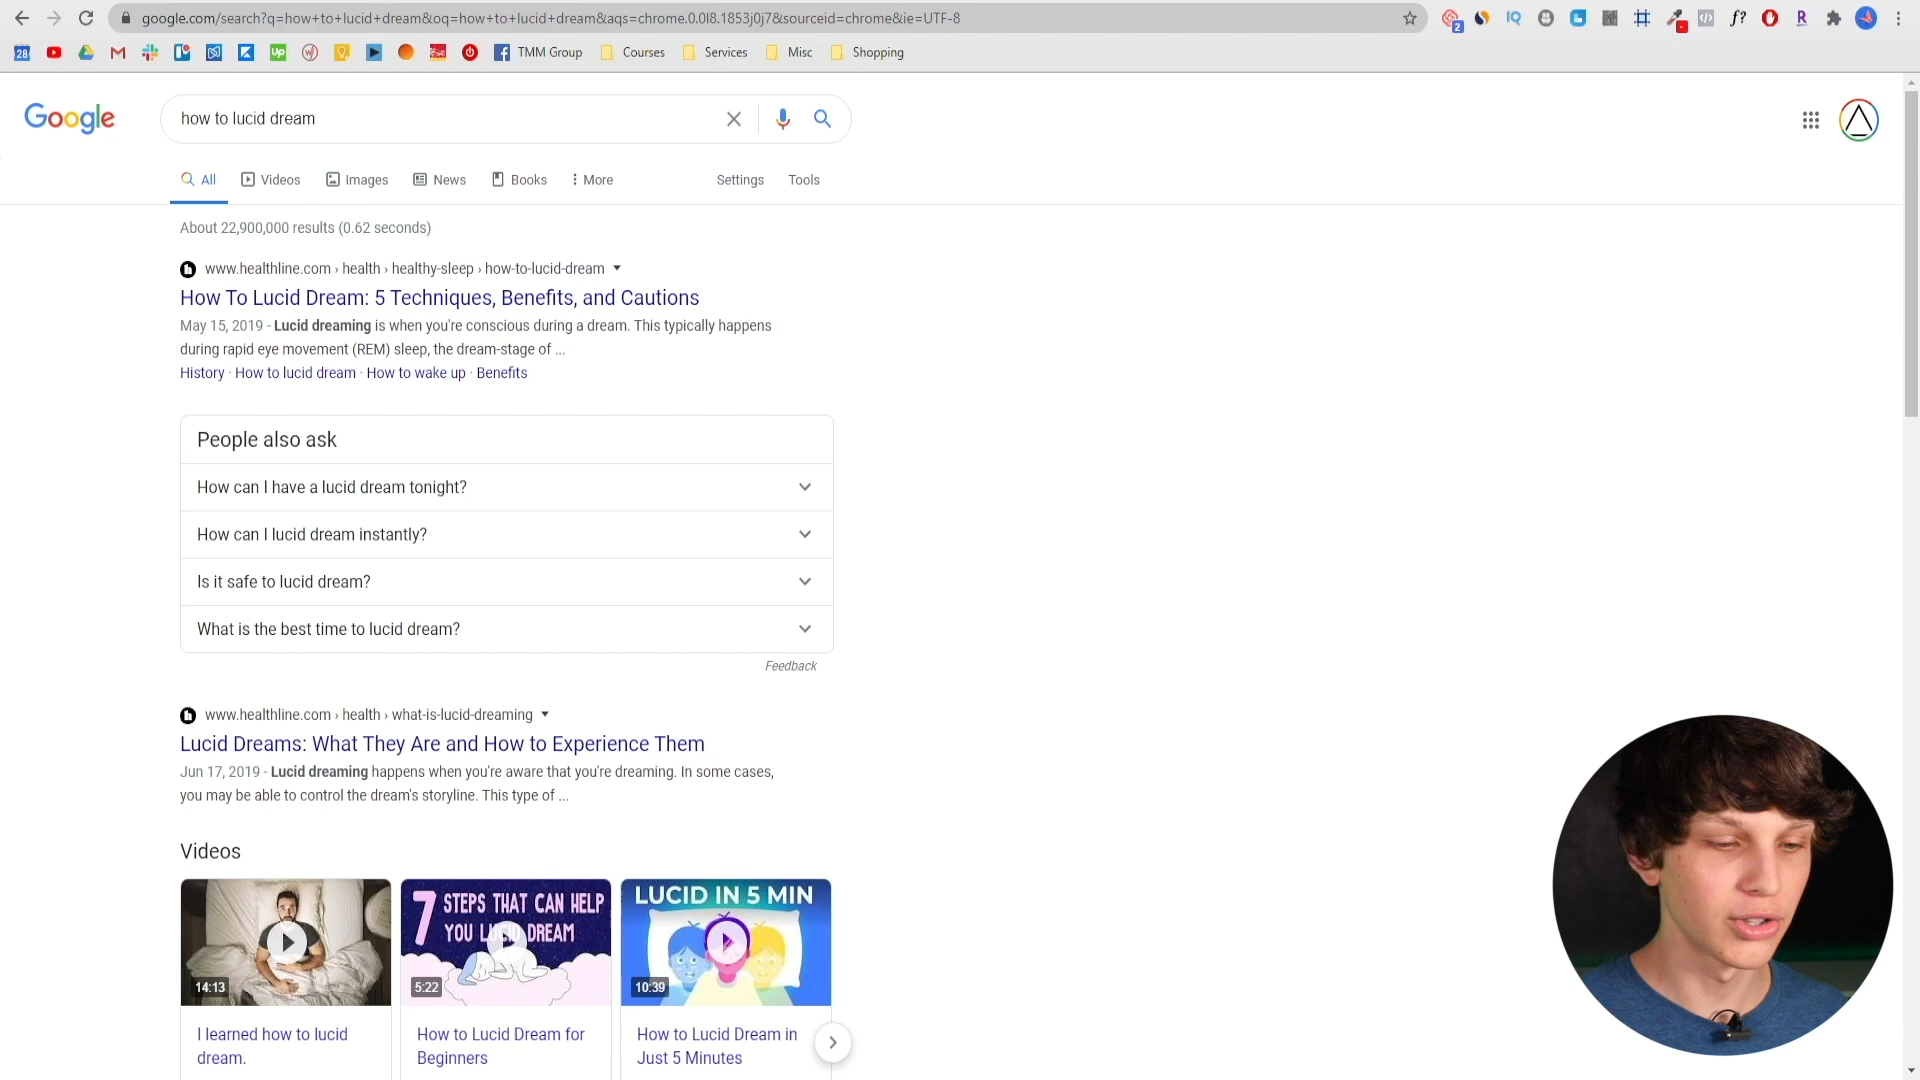 google.com/search?q=how+to+lucid+dream&oq=how+to+lucid+dream&aqs=chrome.0.0l8.1853j0j7&sourceid=chrome&ie=UTF-8
2
IQ
f?
R
28
Up
TMM Group
Courses
Services
Misc
Shopping
Google
how to lucid dream
All
Videos
Images
News
Books
More
Settings
Tools
About 22,900,000 results (0.62 seconds)
www.healthline.com › health › healthy-sleep › how-to-lucid-dream
How To Lucid Dream: 5 Techniques, Benefits, and Cautions
May 15, 2019 - Lucid dreaming is when you're conscious during a dream. This typically happens
during rapid eye movement (REM) sleep, the dream-stage of ...
History · How to lucid dream · How to wake up · Benefits
People also ask
How can I have a lucid dream tonight?
How can I lucid dream instantly?
Is it safe to lucid dream?
What is the best time to lucid dream?
Feedback
www.healthline.com › health › what-is-lucid-dreaming
Lucid Dreams: What They Are and How to Experience Them
Jun 17, 2019 - Lucid dreaming happens when you're aware that you're dreaming. In some cases,
you may be able to control the dream's storyline. This type of ...
Videos
14:13
7 STEPS THAT CAN HELP
YOU LUCID DREAM
5:22
LUCID IN 5 MIN
10:39
I learned how to lucid
dream.
How to Lucid Dream for
Beginners
How to Lucid Dream in
Just 5 Minutes